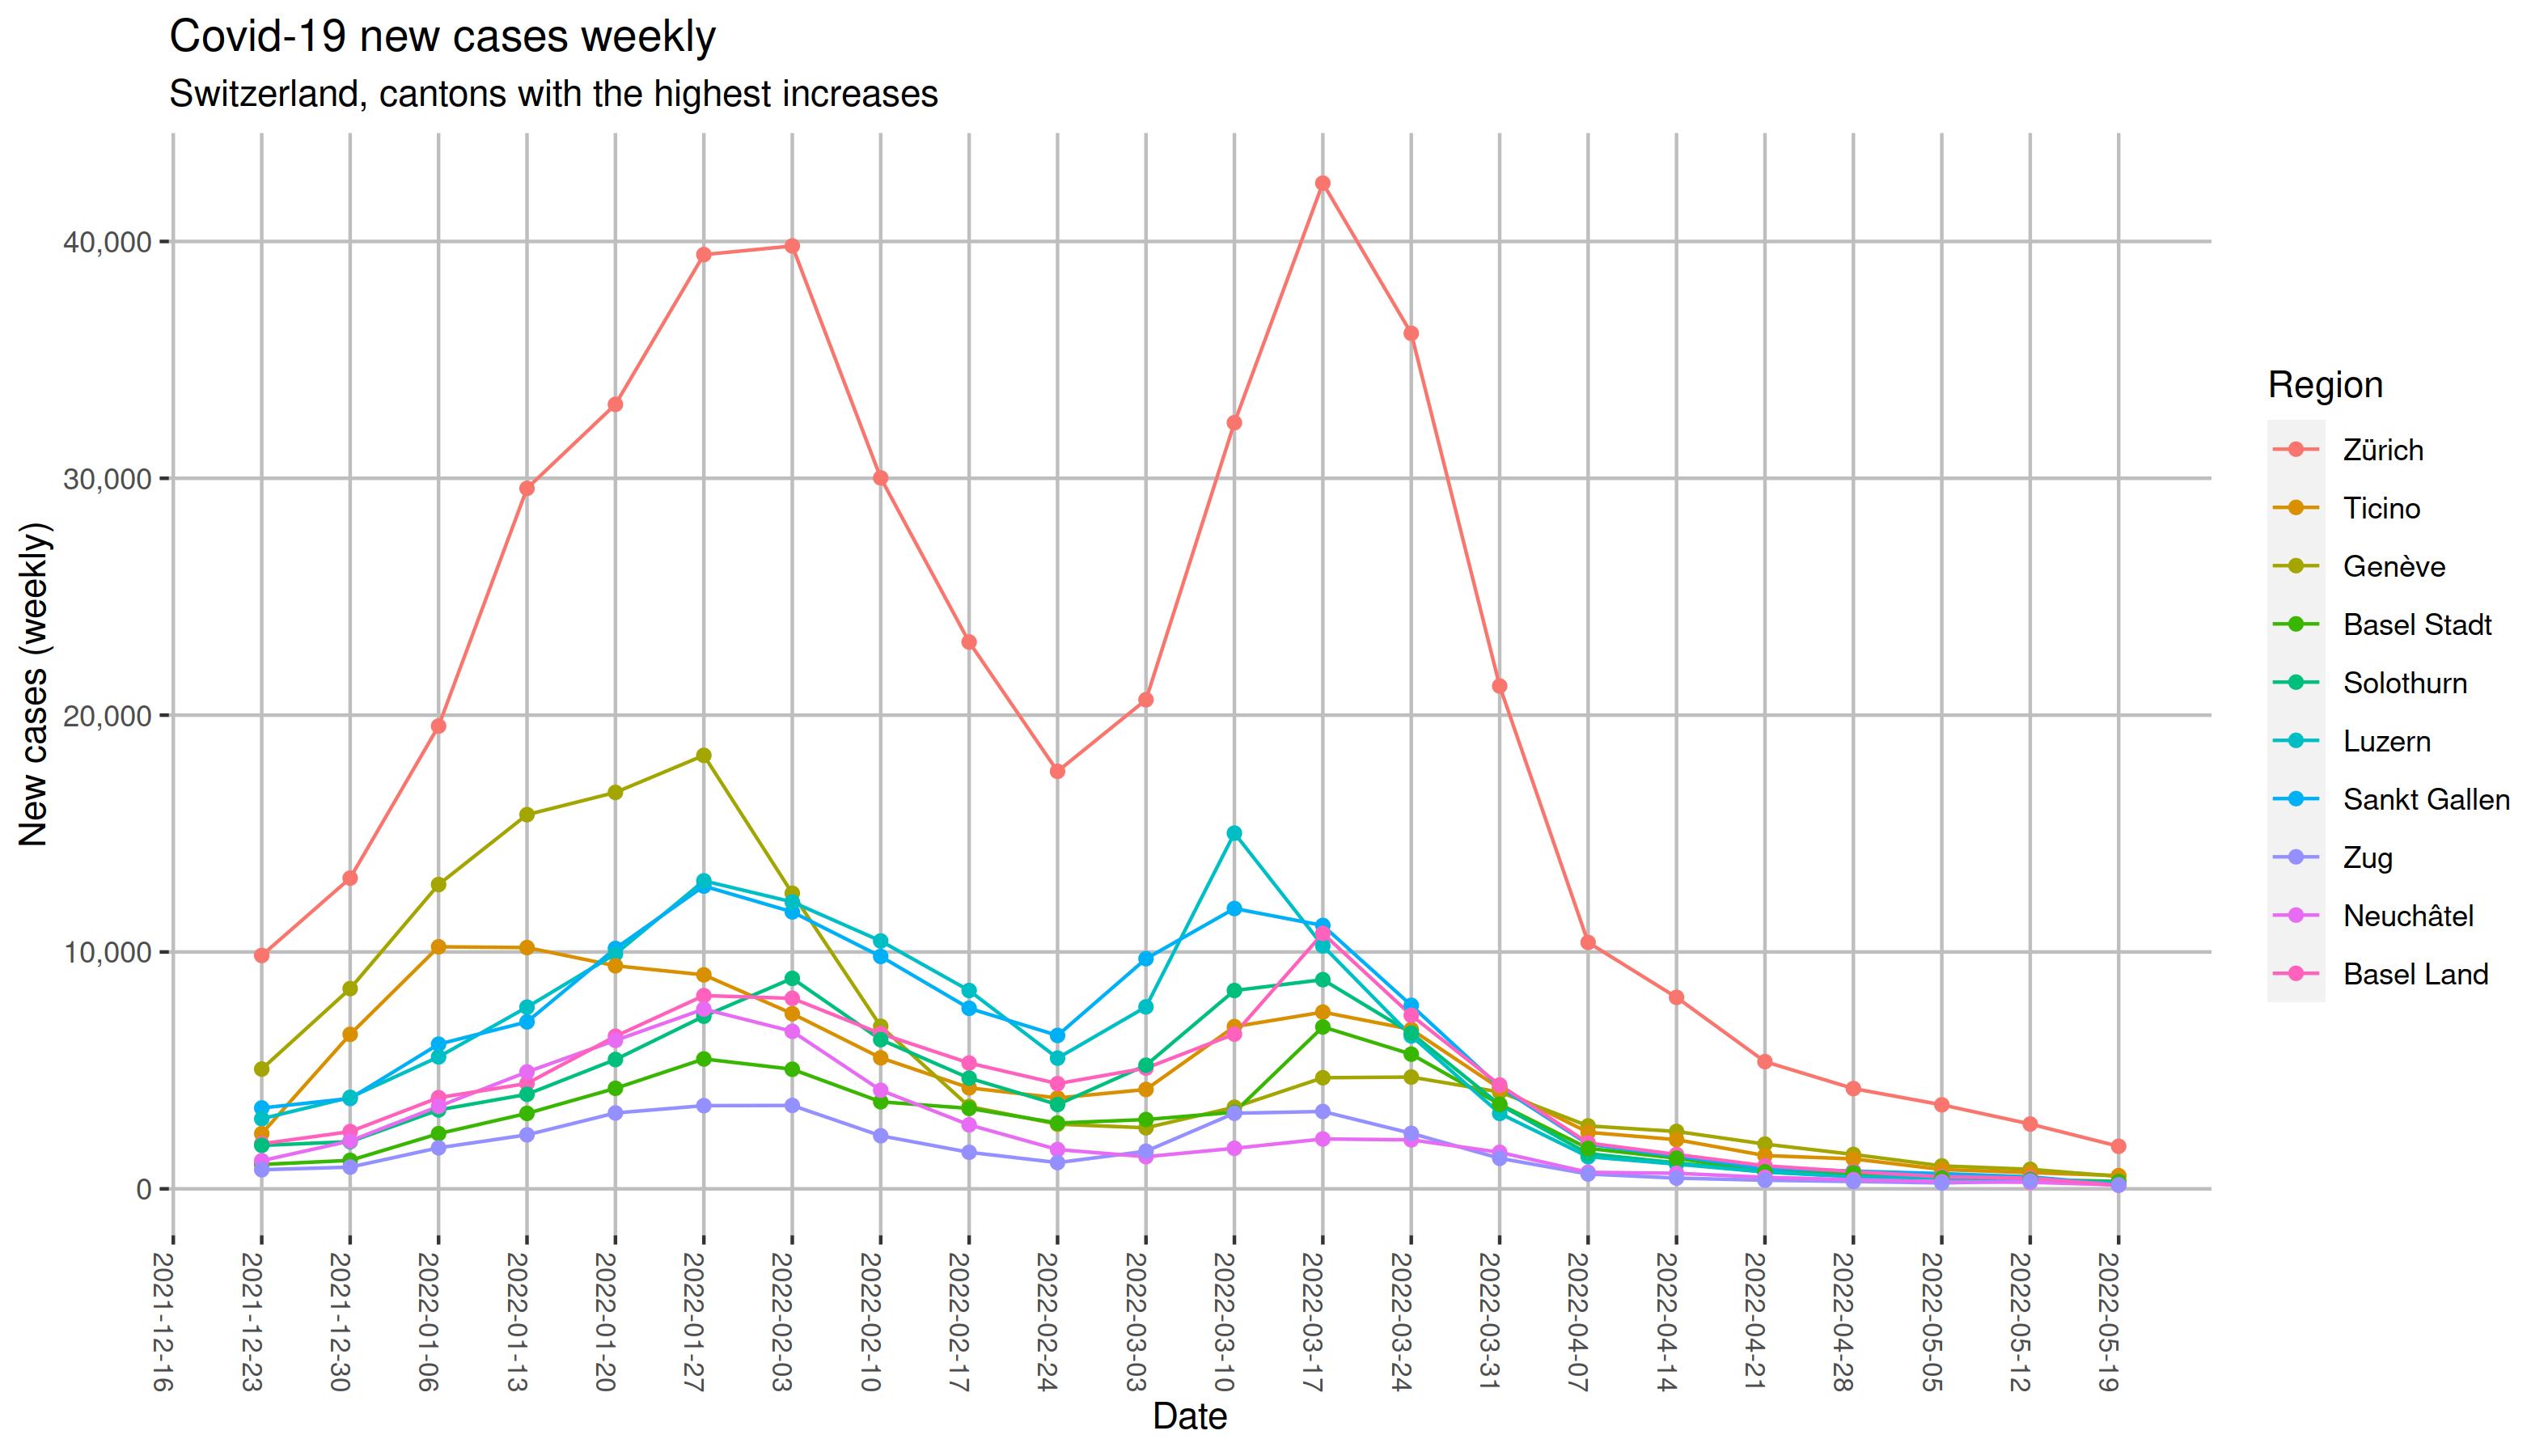 Covid-19 new cases weekly
Switzerland, cantons with the highest increases
New cases (weekly)
40,000
30,000
20,000
10,000
0
2021-12-16
2021-12-23
2021-12-30
2022-01-06
2022-01-13
2022-01-20
2022-01-27
2022-02-03
2022-02-10
2022-02-17
2022-02-24
2022-03-03
2022-03-10
2022-03-17
2022-03-24
2022-03-31
2022-04-07
2022-04-14
2022-04-21
2022-04-28
2022-05-05
2022-05-12
2022-05-19
Date
Region
Zürich
Ticino
Genève
Basel Stadt
Solothurn
Luzern
Sankt Gallen
Zug
Neuchâtel
Basel Land